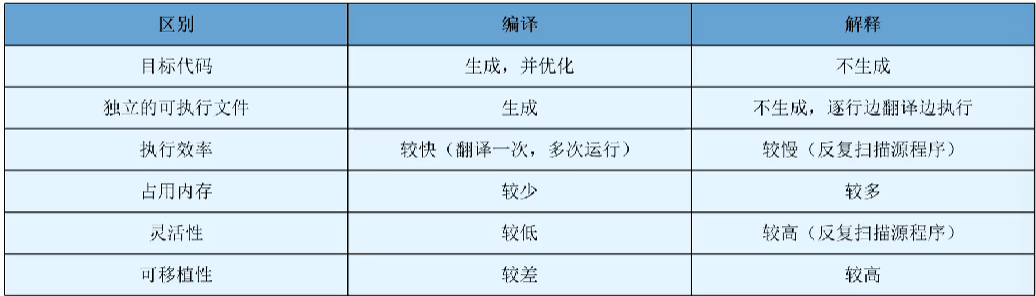 区别 编译 解释
目标代码 生成，并优化 不生成
独立的可执行文件 生成 不生成，逐行边翻译边执行
执行效率 较快（翻译一次，多次运行） 较慢（反复扫描源程序）
占用内存 较少 较多
灵活性 较低 较高（反复扫描源程序）
可移植性 较差 较高